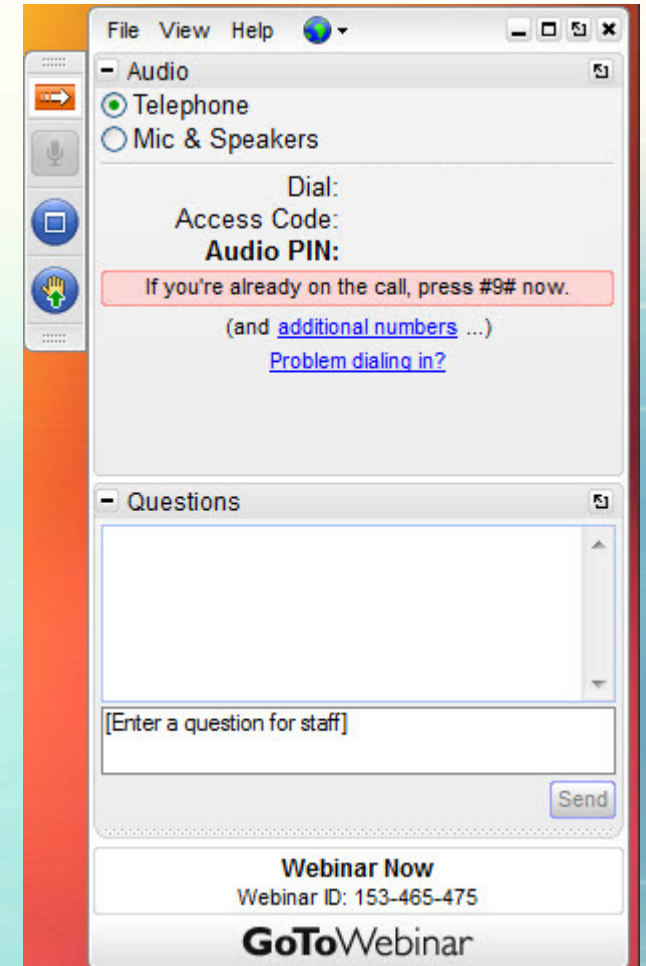 File View Help
Audio
Telephone
Mic & Speakers
Dial:
Access Code:
Audio PIN:
If you're already on the call, press #9# now.
(and additional numbers ...)
Problem dialing in?
Questions
[Enter a question for staff]
Send
Webinar Now
Webinar ID: 153-465-475
GoToWebinar